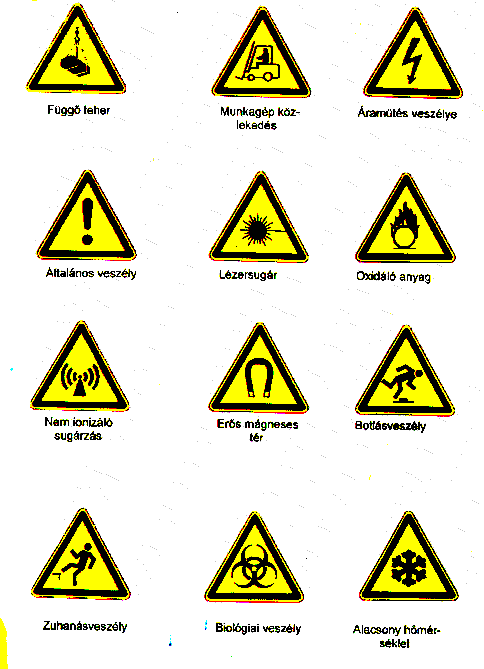 Függő teher
Munkagép köz-
lekedés
Áramütés veszélye
Általános veszély
Lézersugár
Oxidáló anyag
Nem ionizáló
sugárzás
Erős mágneses
tér
Botlásveszély
Zuhanásveszély
Biológiai veszély
Alacsony hőmér-
séklet